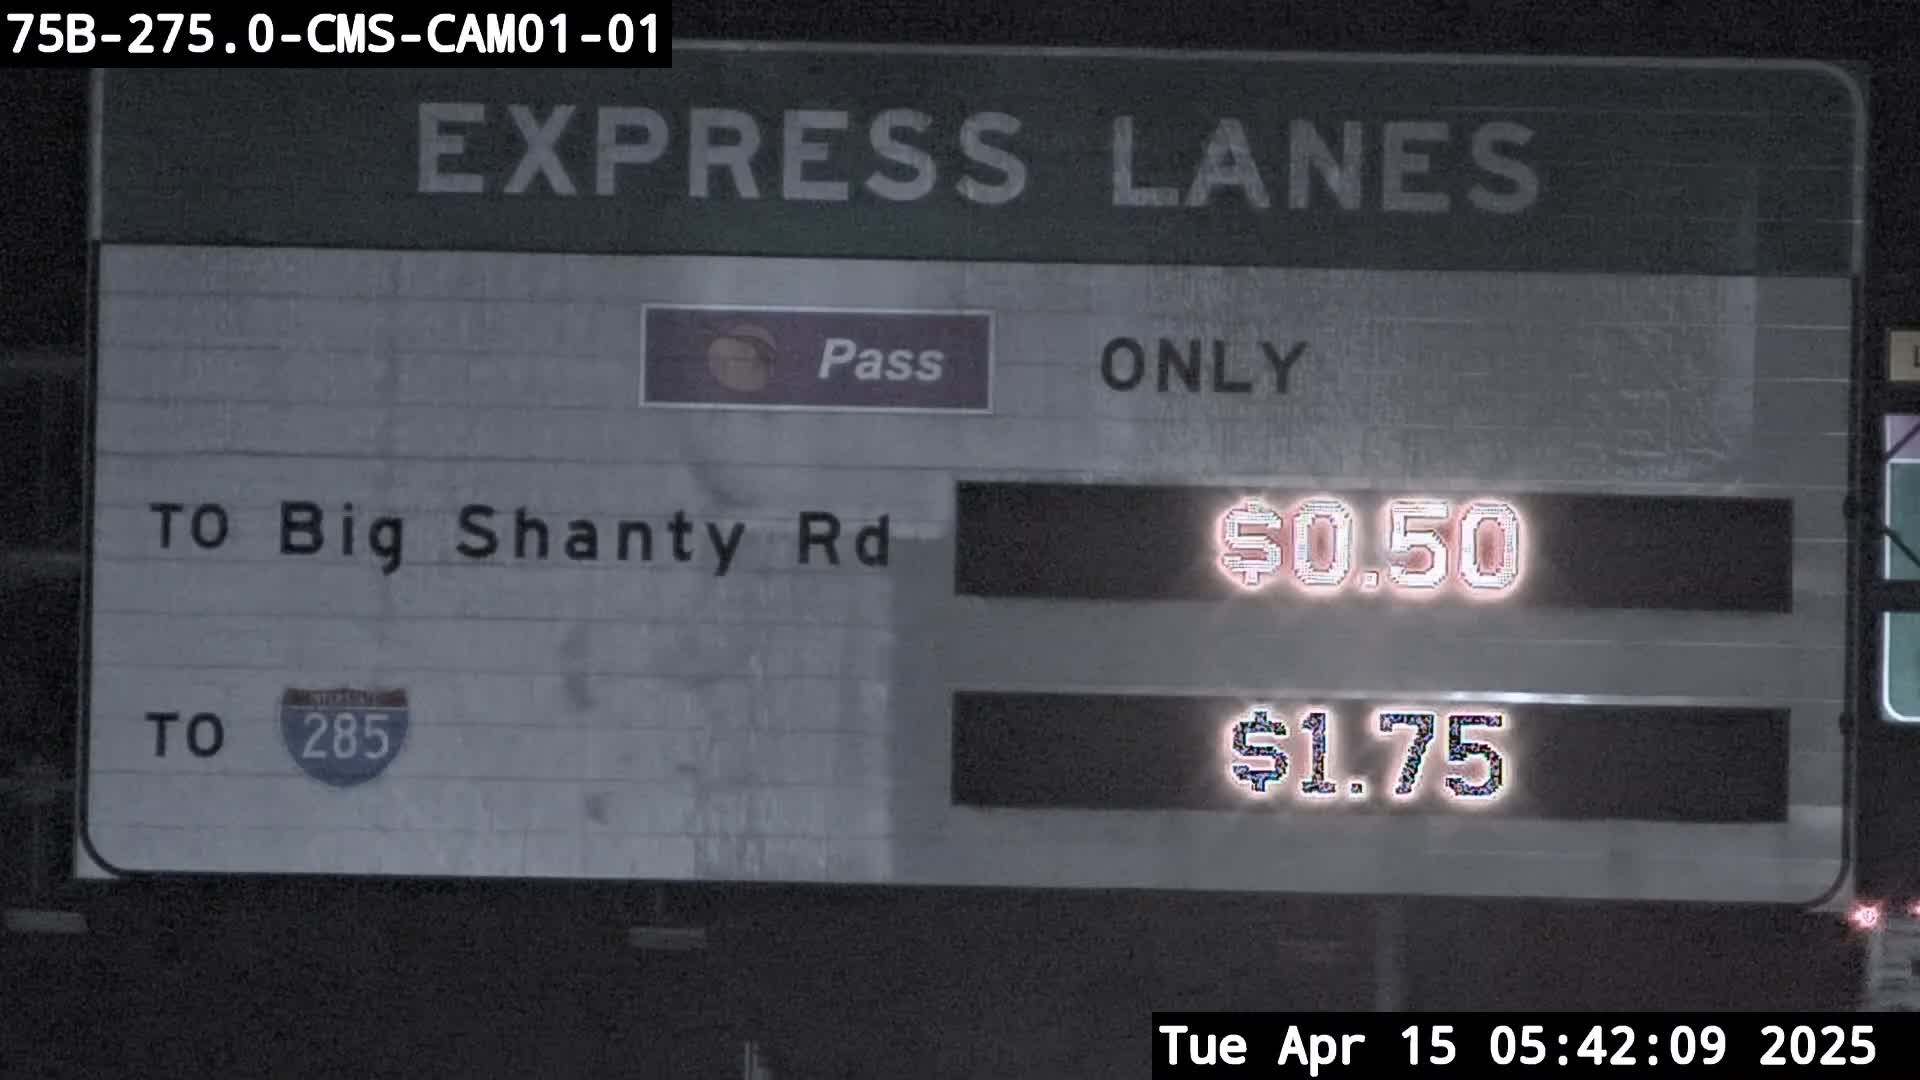 75B-275.0-CMS-CAM01-01
EXPRESS LANES
Pass ONLY
TO Big Shanty Rd $0.50
TO INTERSTATE 285 $1.75
Tue Apr 15 05:42:09 2025